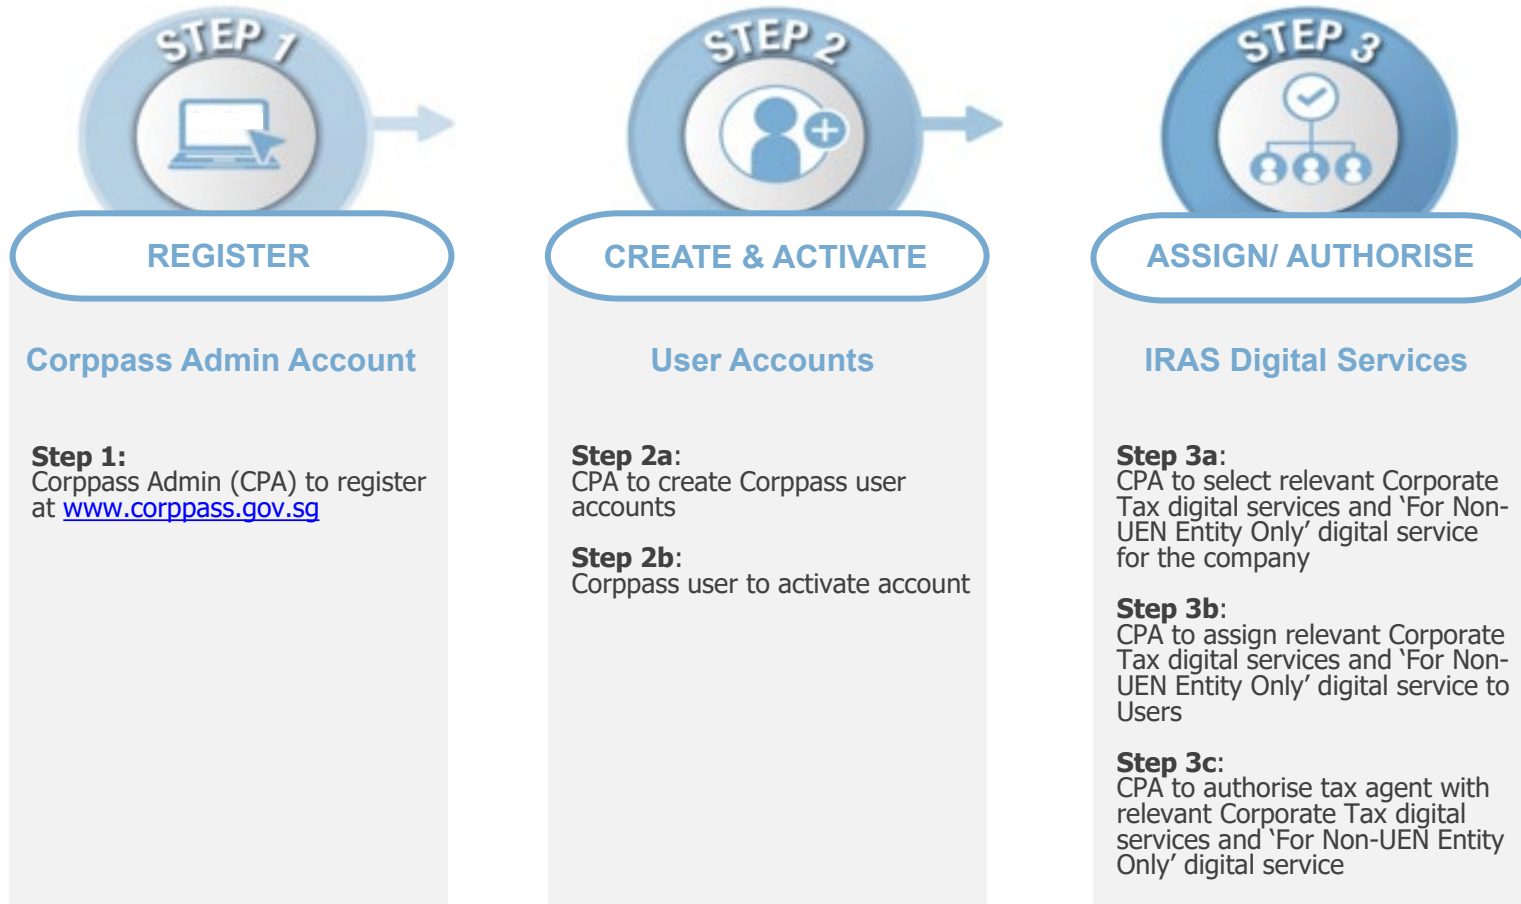 STEP 1
REGISTER
Corppass Admin Account
Step 1:
Corppass Admin (CPA) to register
at www.corppass.gov.sg
STEP 2
CREATE & ACTIVATE
User Accounts
Step 2a:
CPA to create Corppass user
accounts
Step 2b:
Corppass user to activate account
STEP 3
ASSIGN/ AUTHORISE
IRAS Digital Services
Step 3a:
CPA to select relevant Corporate
Tax digital services and ‘For Non-
UEN Entity Only’ digital service
for the company
Step 3b:
CPA to assign relevant Corporate
Tax digital services and ‘For Non-
UEN Entity Only’ digital service to
Users
Step 3c:
CPA to authorise tax agent with
relevant Corporate Tax digital
services and ‘For Non-UEN Entity
Only’ digital service